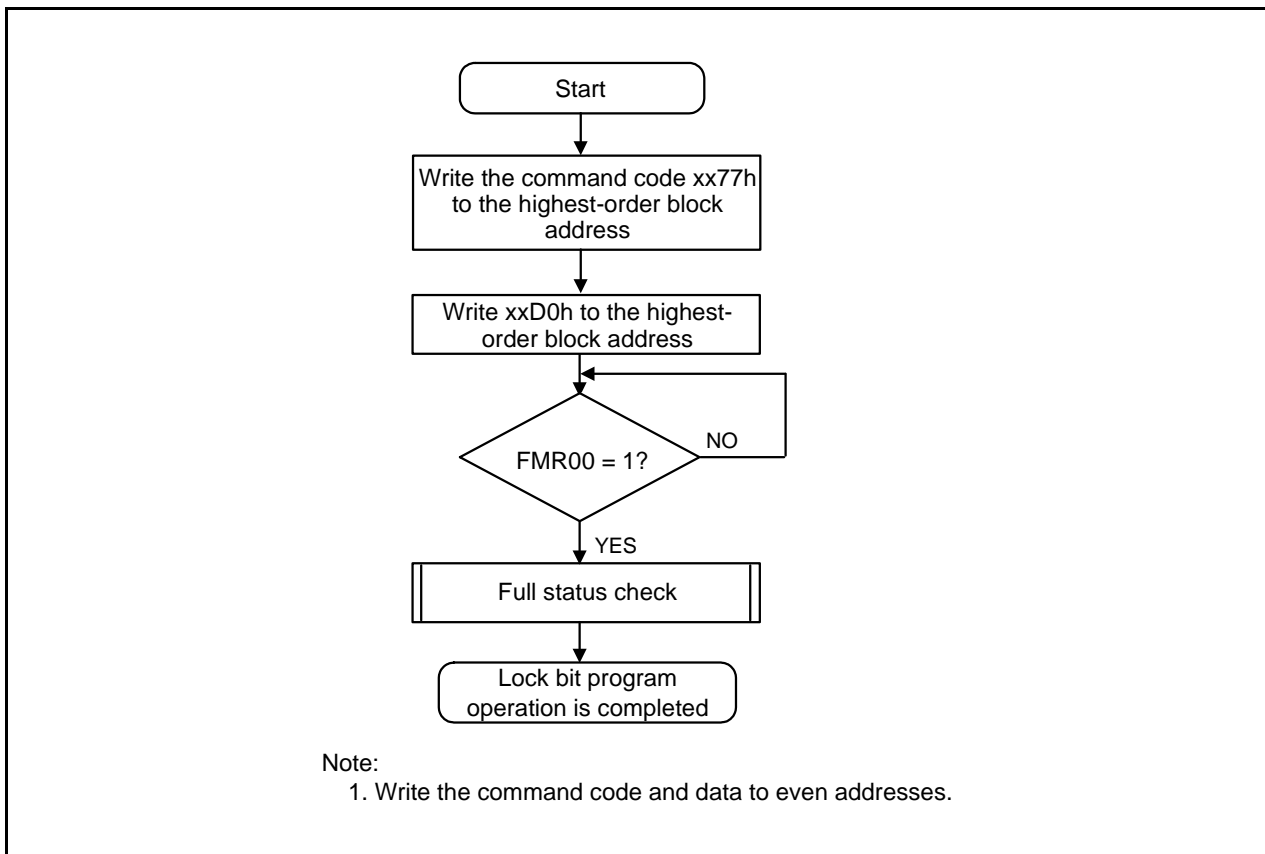 Start
Write the command code xx77h
to the highest-order block
address
Write xxD0h to the highest-
order block address
FMR00 = 1?
NO
YES
Full status check
Lock bit program
operation is completed
Note:
1. Write the command code and data to even addresses.